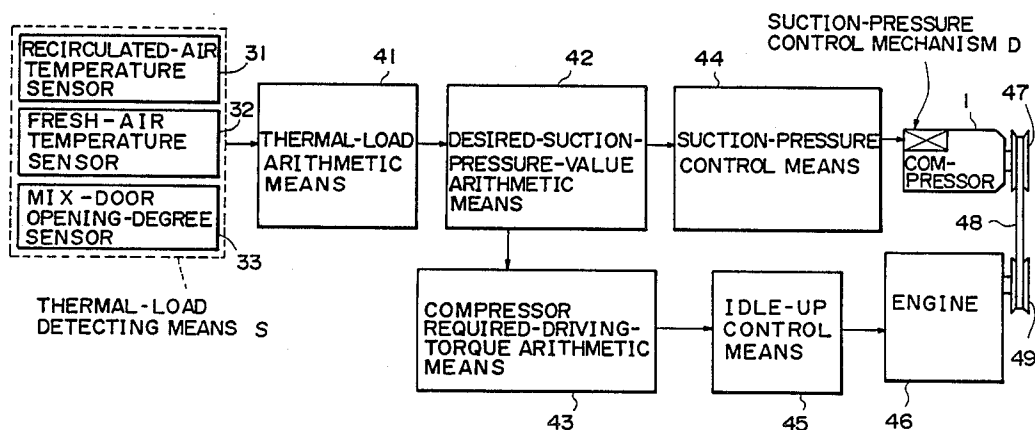 RECIRCULATED-AIR
TEMPERATURE
SENSOR
31
FRESH-AIR
TEMPERATURE
SENSOR
32
MIX-DOOR
OPENING-DEGREE
SENSOR
33
THERMAL-LOAD
DETECTING MEANS S
41
THERMAL-LOAD
ARITHMETIC
MEANS
42
DESIRED-SUCTION-
PRESSURE-VALUE
ARITHMETIC
MEANS
44
SUCTION-PRESSURE
CONTROL MEANS
SUCTION-PRESSURE
CONTROL MECHANISM D
1
47
COM-
PRESSOR
48
COMPRESSOR
REQUIRED-DRIVING-
TORQUE ARITHMETIC
MEANS
43
IDLE-UP
CONTROL
MEANS
45
ENGINE
46
49